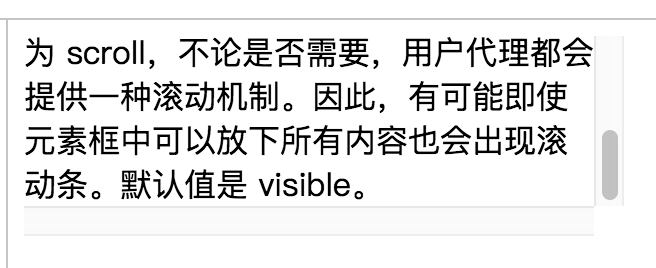 为 scroll，不论是否需要，用户代理都会
提供一种滚动机制。因此，有可能即使
元素框中可以放下所有内容也会出现滚
动条。默认值是 visible。